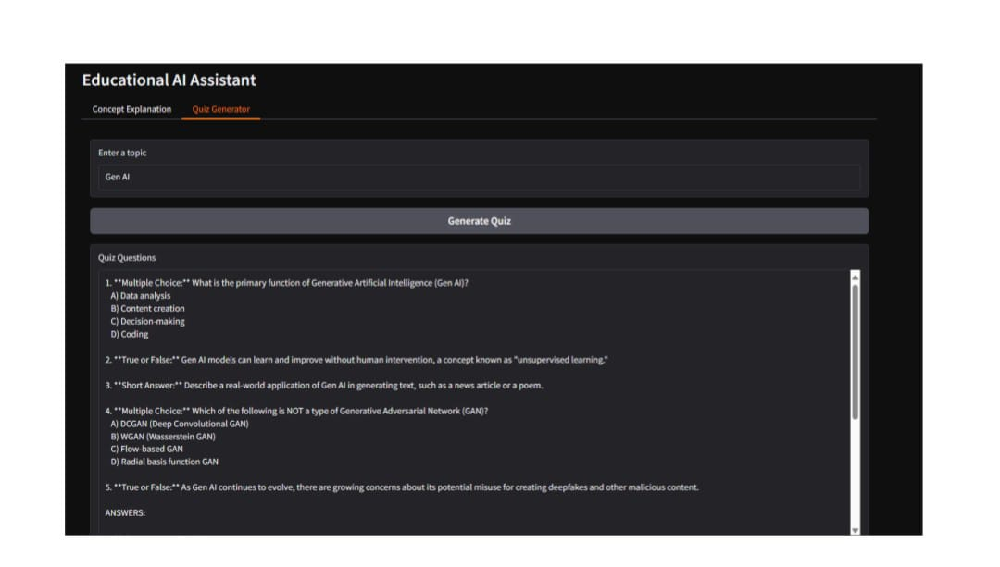 Educational AI Assistant
Concept Explanation Quiz Generator
Enter a topic
Gen AI
Generate Quiz
Quiz Questions
1. **Multiple Choice:** What is the primary function of Generative Artificial Intelligence (Gen AI)?
A) Data analysis
B) Content creation
C) Decision-making
D) Coding
2. **True or False:** Gen AI models can learn and improve without human intervention, a concept known as "unsupervised learning."
3. **Short Answer:** Describe a real-world application of Gen AI in generating text, such as a news article or a poem.
4. **Multiple Choice:** Which of the following is NOT a type of Generative Adversarial Network (GAN)?
A) DCGAN (Deep Convolutional GAN)
B) WGAN (Wasserstein GAN)
C) Flow-based GAN
D) Radial basis function GAN
5. **True or False:** As Gen AI continues to evolve, there are growing concerns about its potential misuse for creating deepfakes and other malicious content.
ANSWERS: